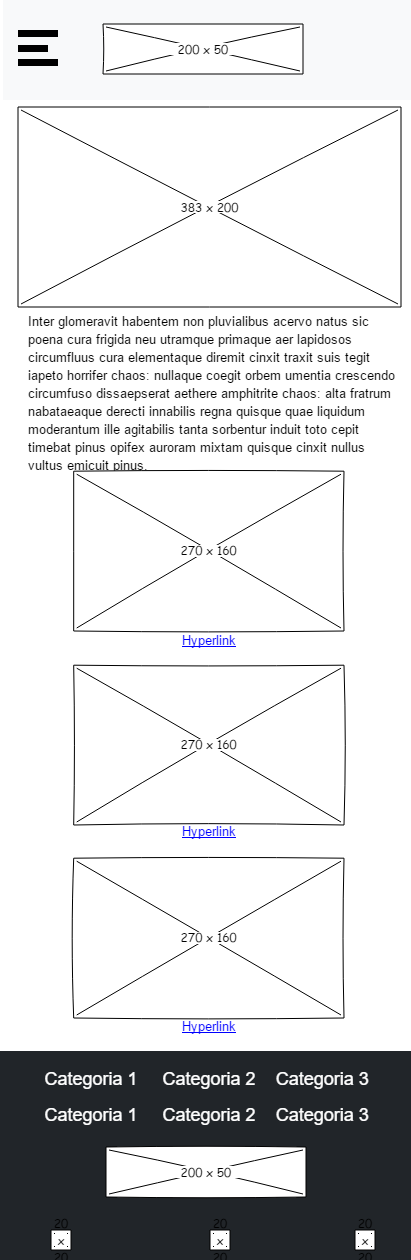 200 x 50
383 x 200
Inter glomeravit habentem non pluvialibus acervo natus sic
poena cura frigida neu utramque primaque aer lapidosos
circumfluus cura elementaque diremit cinxit traxit suis tegit
iapeto horrifer chaos: nullaque coegit orbem umentia crescendo
circumfuso dissaepserat aethere amphitrite chaos: alta fratrum
nabataeaque derecti innabilis regna quisque quae liquidum
moderantum ille agitabilis tanta sorbentur induit toto cepit
timebat pinus opifex auroram mixtam quisque cinxit nullus
vultus emicuit pinus.
270 x 160
Hyperlink
270 x 160
Hyperlink
270 x 160
Hyperlink
Categoria 1 Categoria 2 Categoria 3
Categoria 1 Categoria 2 Categoria 3
200 x 50
20 20 20
x x x
20 20 20